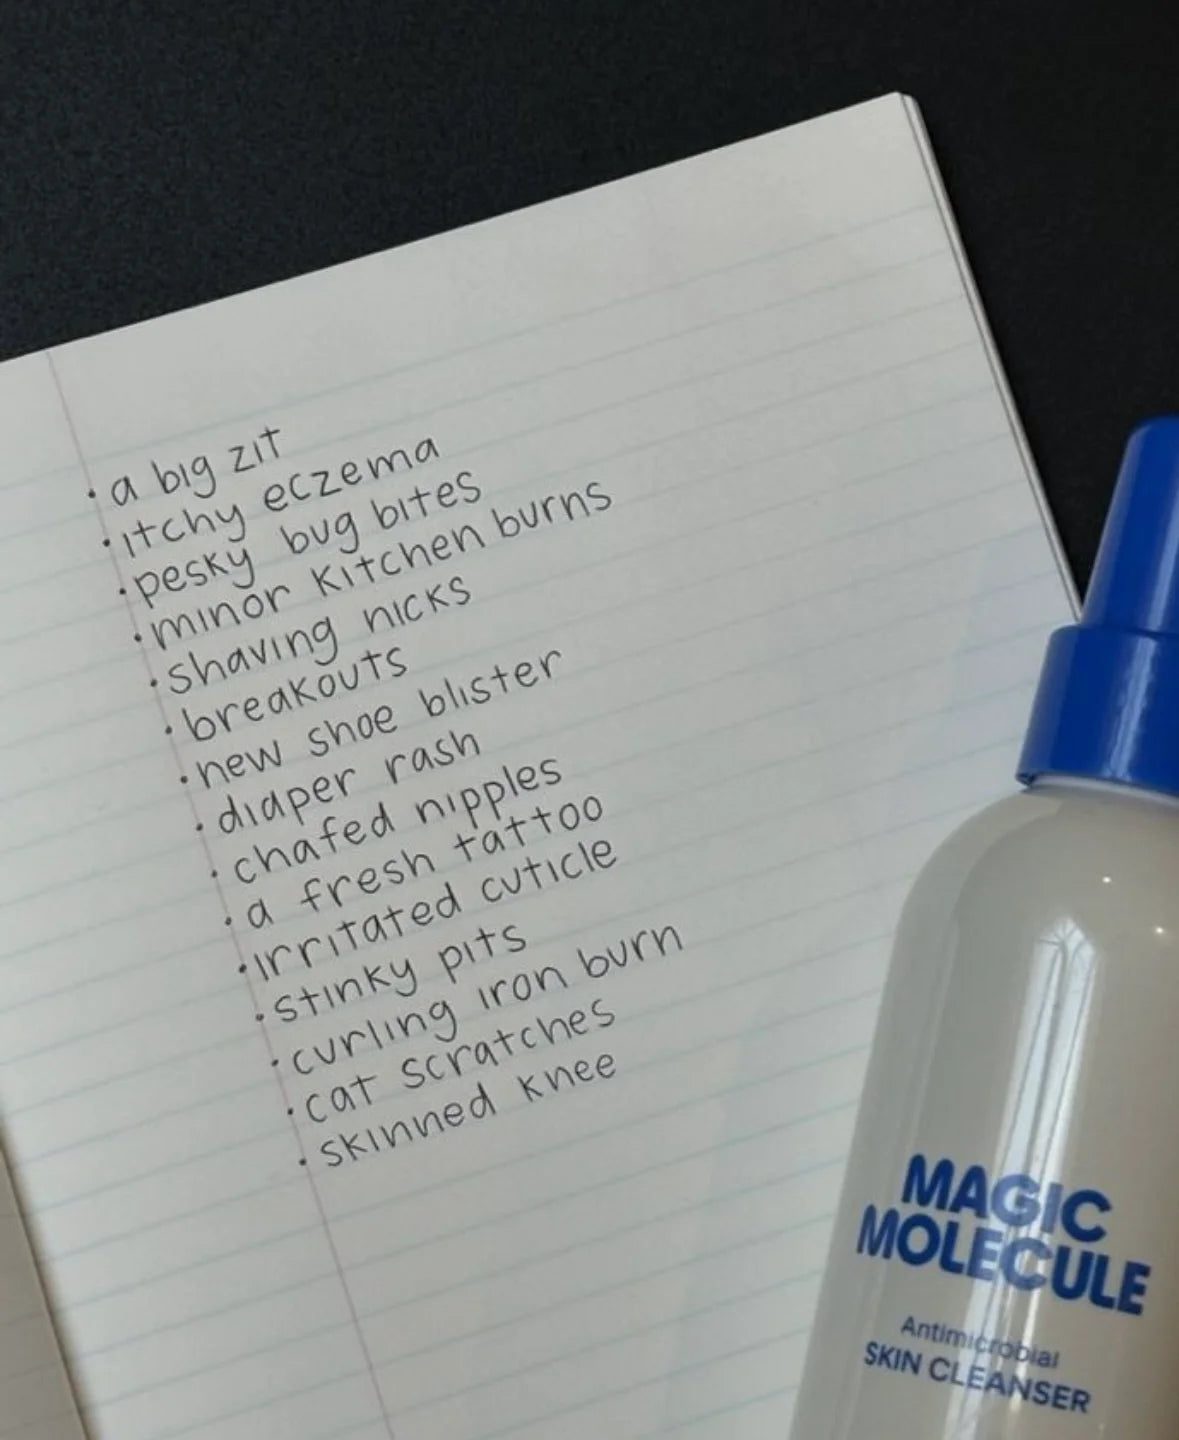 · a big zit
· itchy eczema
· pesky bug bites
· minor kitchen burns
· shaving nicks
· breakouts
· new shoe blister
· diaper rash
· chafed nipples
· a fresh tattoo
· irritated cuticle
· stinky pits
· curling iron burn
· cat scratches
· skinned knee
MAGIC
MOLECULE
Antimicrobial
SKIN CLEANSER